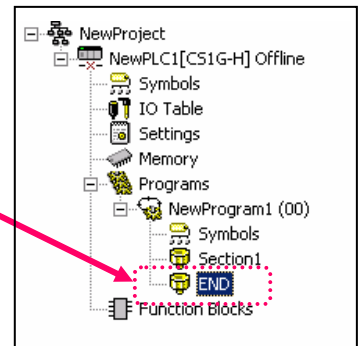 NewProject
NewPLC1[CS1G-H] Offline
Symbols
IO Table
Settings
Memory
Programs
NewProgram1 (00)
Symbols
Section1
END
Function Blocks